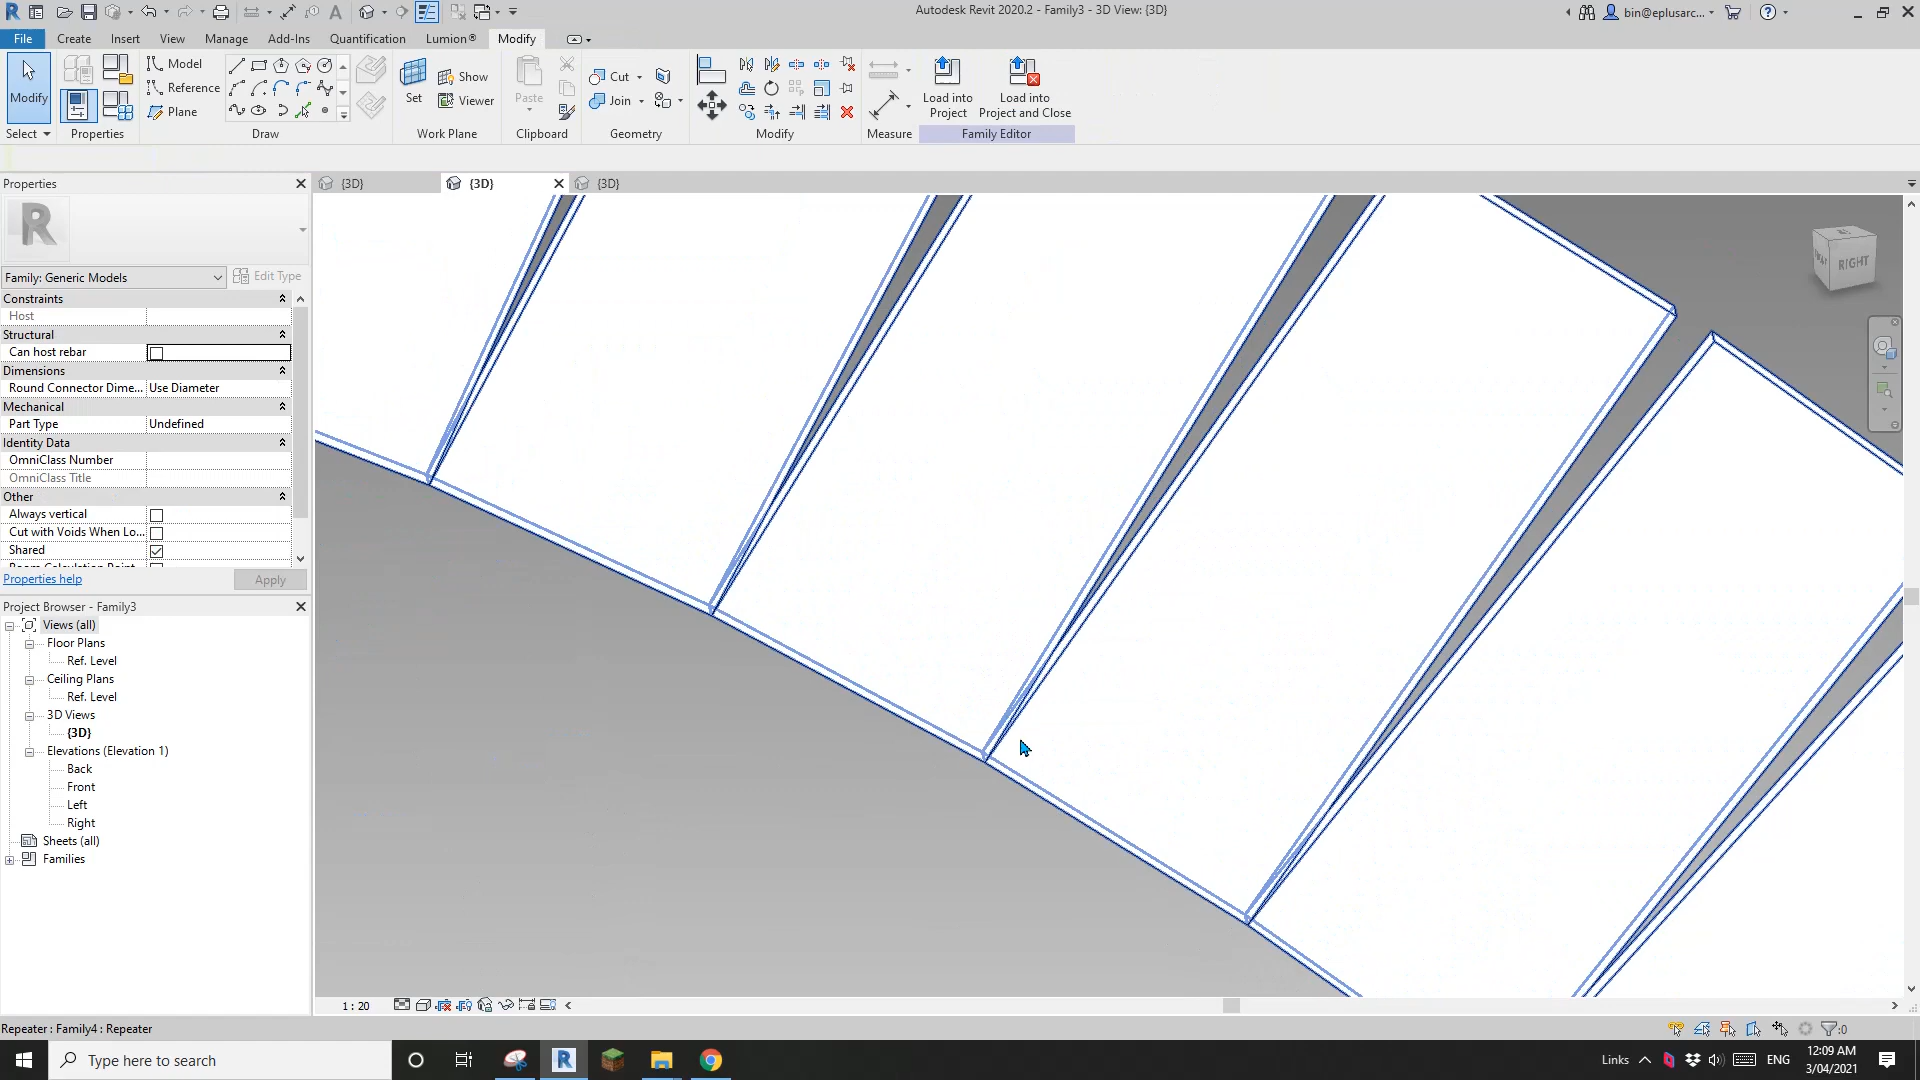 Autodesk Revit 2020.2 - Family3 - 3D View: {3D}
bin@eplusarc...
File Create Insert View Manage Add-Ins Quantification Lumion® Modify
Modify
Select
Properties
Model
Reference
Plane
Draw
Set
Show
Viewer
Work Plane
Paste
Clipboard
Cut
Join
Geometry
Modify
Measure
Load into
Project
Load into
Project and Close
Family Editor
Properties
{3D} {3D} {3D}
R
Family: Generic Models Edit Type
Constraints
Host
Structural
Can host rebar
Dimensions
Round Connector Dime... Use Diameter
Mechanical
Part Type Undefined
Identity Data
OmniClass Number
OmniClass Title
Other
Always vertical
Cut with Voids When Lo...
Shared
Properties help Apply
Project Browser - Family3
Views (all)
Floor Plans
Ref. Level
Ceiling Plans
Ref. Level
3D Views
{3D}
Elevations (Elevation 1)
Back
Front
Left
Right
Sheets (all)
Families
RIGHT
1 : 20
Repeater : Family4 : Repeater
:0
Type here to search
Links
ENG
12:09 AM
3/04/2021